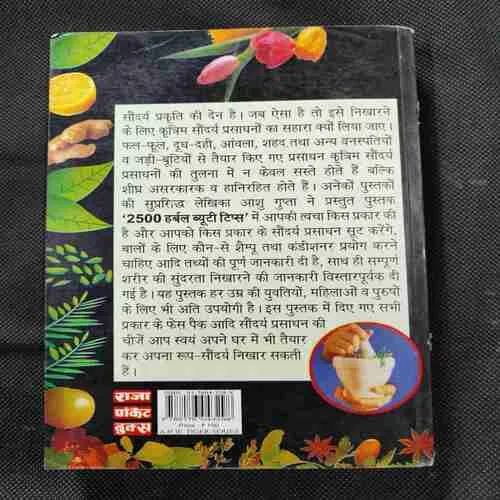 सौंदर्य प्रकृति की देन है। जब ऐसा है तो इसे निखारने
के लिए कृत्रिम सौंदर्य प्रसाधनों का सहारा क्यों लिया जाए।
फल-फूल, दूध-दही, आंवला, शहद तथा अन्य वनस्पतियों
व जड़ी-बूटियों से तैयार किए गए प्रसाधन कृत्रिम सौंदर्य
प्रसाधनों की तुलना में न केवल सस्ते होते हैं बल्कि
शीघ्र असरकारक व हानिरहित होते हैं। अनेकों पुस्तकों
की सुप्रसिद्ध लेखिका आशु गुप्ता ने प्रस्तुत पुस्तक
'2500 हर्बल ब्यूटी टिप्स' में आपकी त्वचा किस प्रकार की
है और आपको किस प्रकार के सौंदर्य प्रसाधन सूट करेंगे,
बालों के लिए कौन-से शैम्पू तथा कंडीशनर प्रयोग करने
चाहिए आदि तथ्यों की पूर्ण जानकारी दी है, साथ ही सम्पूर्ण
शरीर की सुंदरता निखारने की जानकारी विस्तारपूर्वक दी
गई है। यह पुस्तक हर उम्र की युवतियों, महिलाओं व पुरुषों
के लिए भी अति उपयोगी है। इस पुस्तक में दिए गए सभी
प्रकार के फेस पैक आदि सौंदर्य प्रसाधन की
चीजें आप स्वयं अपने घर में भी तैयार
कर अपना रूप-सौंदर्य निखार सकती
हैं।
राजा
पॉकेट
बुक्स